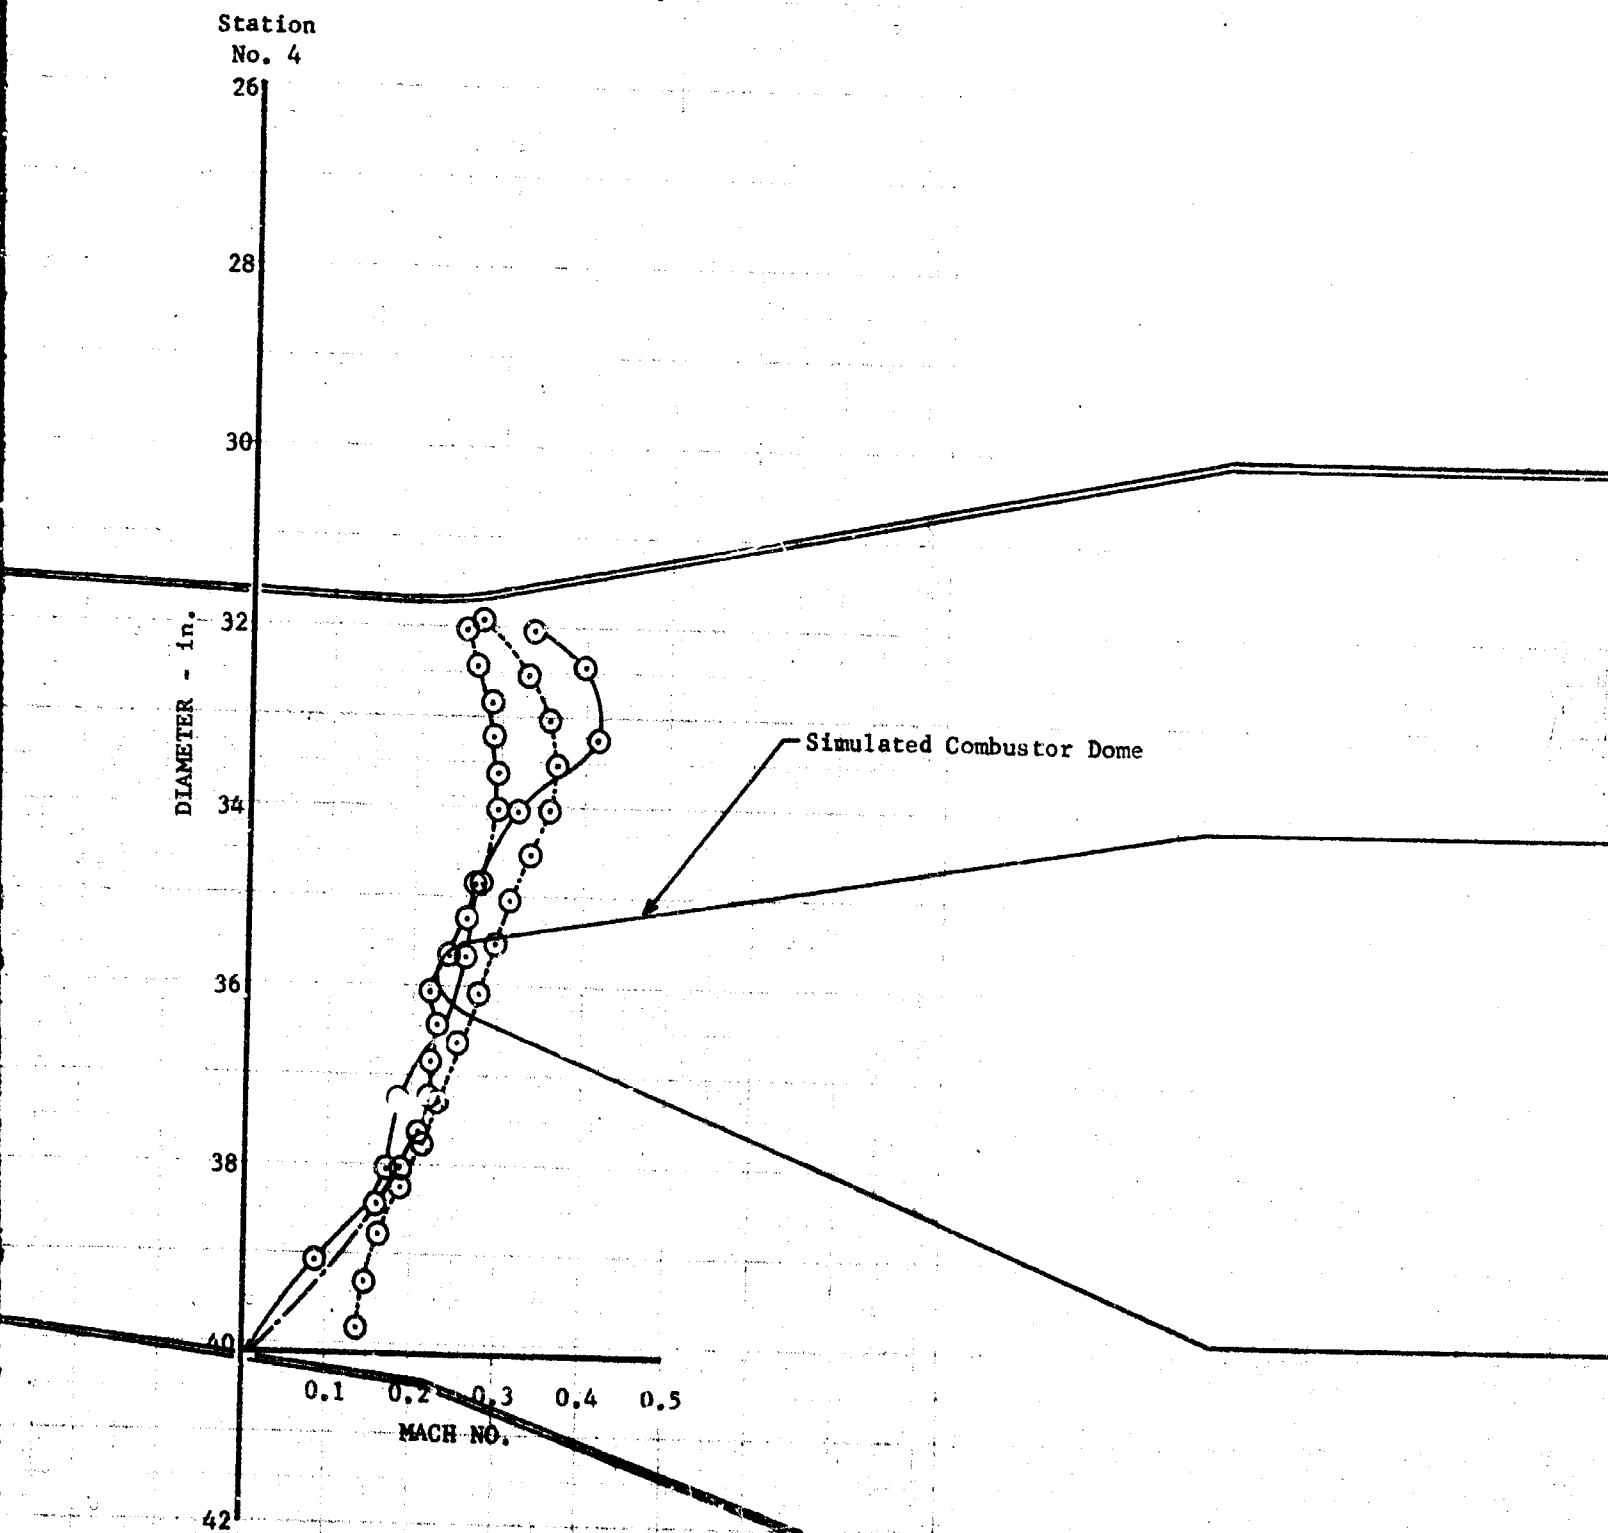 Station
No. 4
26
28
30
32
DIAMETER - in.
Simulated Combustor Dome
34
36
38
40
0.1 0.2 0.3 0.4 0.5
MACH NO.
42